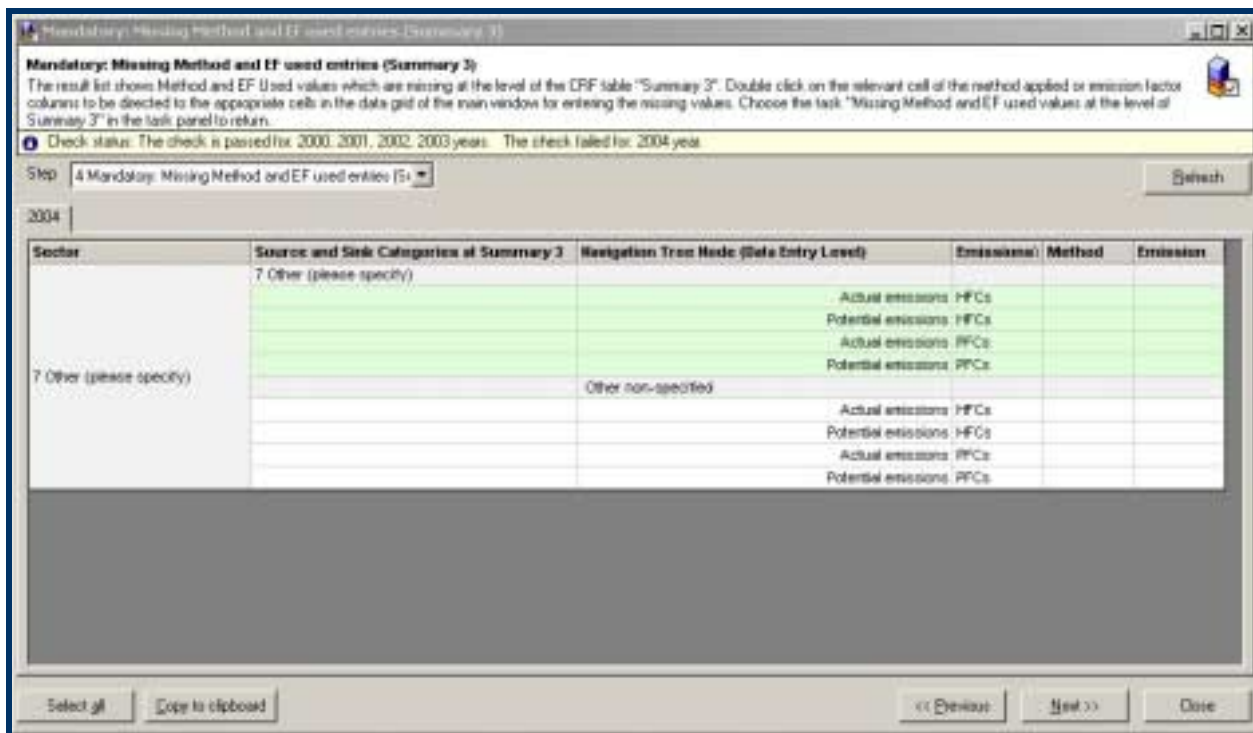 Mandatory: Missing Method and EF used entries (Summary 3)
Mandatory: Missing Method and EF used entries (Summary 3)
The result list shows Method and EF Used values which are missing at the level of the CRF table "Summary 3". Double click on the relevant cell of the method applied or emission factor
columns to be directed to the appropriate cells in the data grid of the main window for entering the missing values. Choose the task "Missing Method and EF used values at the level of
Summary 3" in the task panel to return.
Check status: The check is passed for: 2000, 2001, 2002, 2003 years. The check failed for: 2004 year.
Step 4 Mandatory: Missing Method and EF used entries (S Refresh
2004
Sector Source and Sink Categories at Summary 3 Navigation Tree Node (Data Entry Level) Emissions Method Emission
7 Other (please specify)
Actual emissions HFCs
Potential emissions HFCs
Actual emissions PFCs
Potential emissions PFCs
7 Other (please specify)
Other non-specified
Actual emissions HFCs
Potential emissions HFCs
Actual emissions PFCs
Potential emissions PFCs
Select all Copy to clipboard << Previous Next >> Close